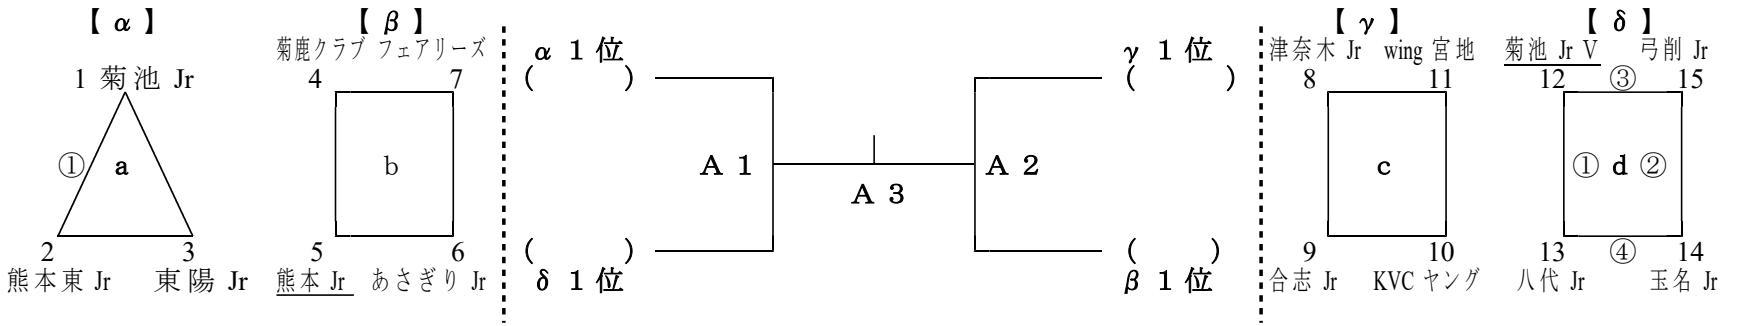 【 α 】 【 β 】 【 γ 】 【 δ 】
菊鹿クラブ フェアリーズ α 1 位 γ 1 位 津奈木 Jr wing 宮地 菊池 Jr V 弓削 Jr
1 菊池 Jr 4 7 ( ) ( ) 8 11 12 ③ 15
① a b A 1 A 2 c ① d ②
A 3
2 3 5 6 ( ) ( ) 9 10 13 ④ 14
熊本東 Jr 東陽 Jr 熊本 Jr あさぎり Jr δ 1 位 β 1 位 合志 Jr KVC ヤング 八代 Jr 玉名 Jr